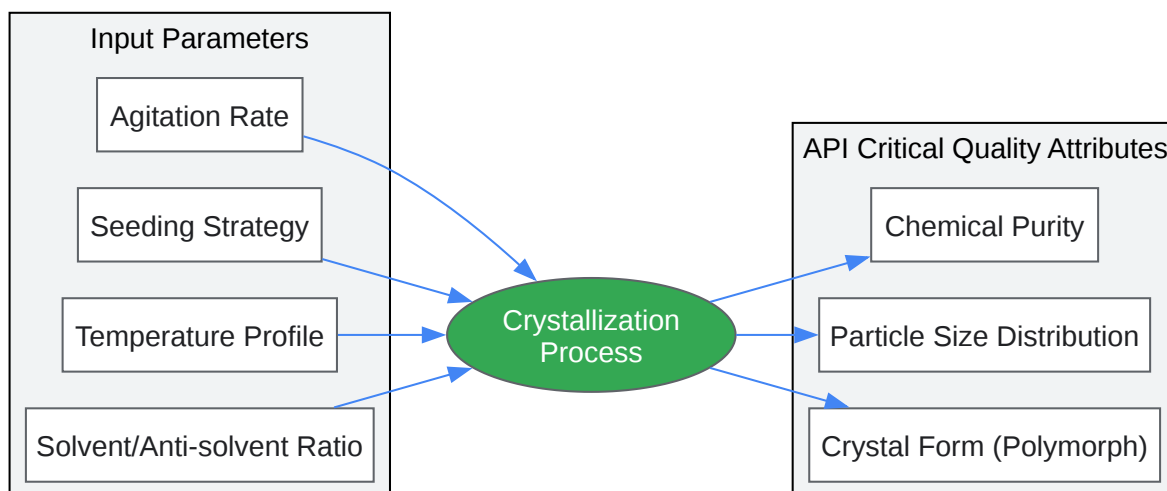 Input Parameters
Agitation Rate
Seeding Strategy
Temperature Profile
Solvent/Anti-solvent Ratio
Crystallization
Process
API Critical Quality Attributes
Chemical Purity
Particle Size Distribution
Crystal Form (Polymorph)